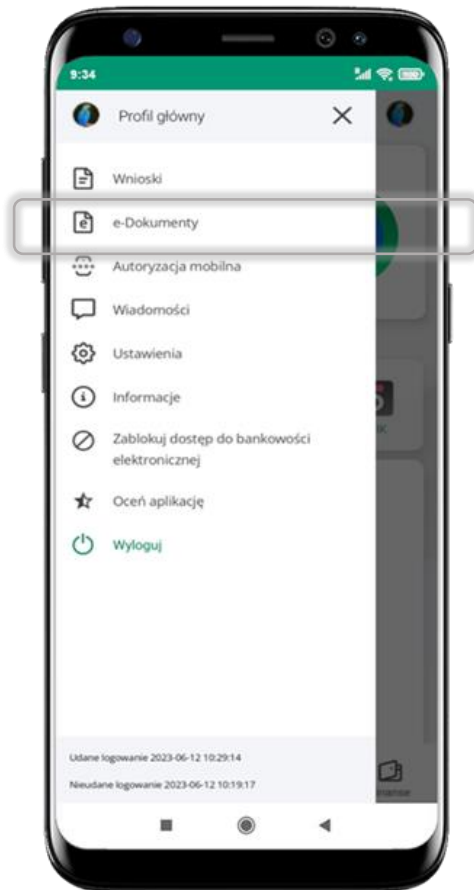 9:34
Profil główny
Wnioski
e-Dokumenty
Autoryzacja mobilna
Wiadomości
Ustawienia
Informacje
Zablokuj dostęp do bankowości
elektronicznej
Oceń aplikację
Wyloguj
Udane logowanie 2023-06-12 10:29:14
Nieudane logowanie 2023-06-12 10:19:17